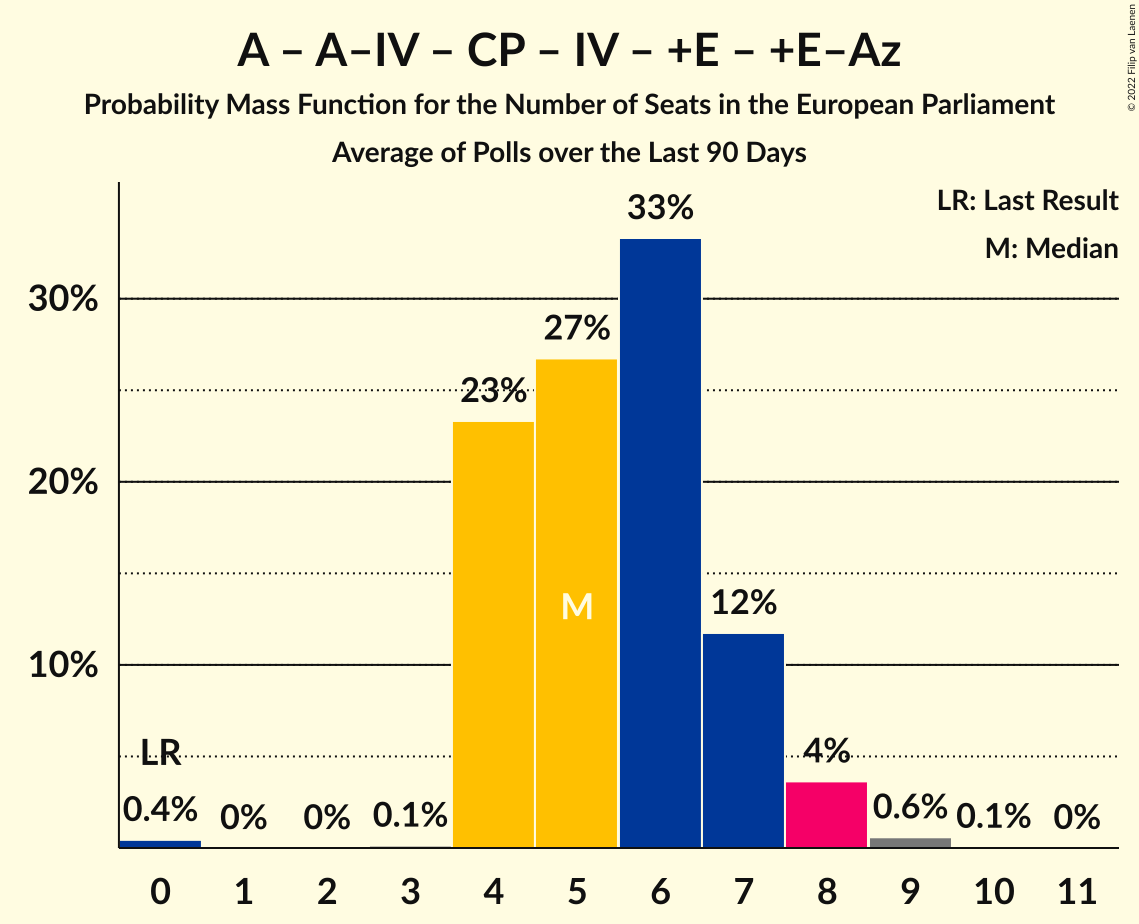 A – A–IV – CP – IV – +E – +E–Az
Probability Mass Function for the Number of Seats in the European Parliament
Average of Polls over the Last 90 Days
© 2022 Filip van Laenen
LR: Last Result
M: Median
33%
30%
27%
23%
20%
M
12%
10%
LR
4%
0.4%
0%
0%
0.1%
0.6%
0.1%
0%
0 1 2 3 4 5 6 7 8 9 10 11